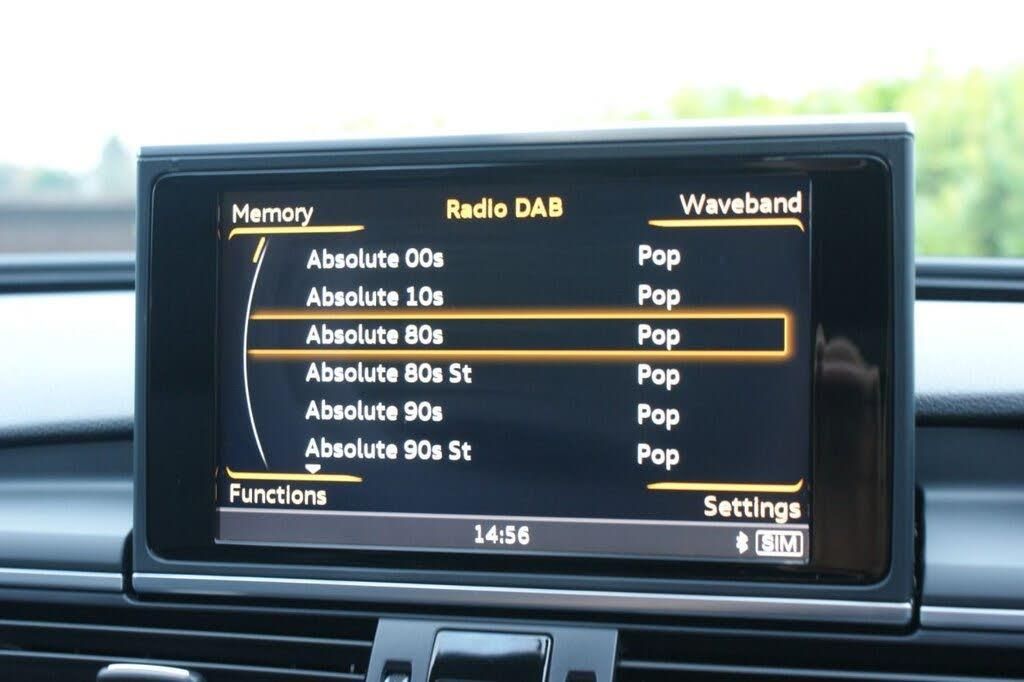 Memory Radio DAB Waveband
Absolute 00s Pop
Absolute 10s Pop
Absolute 80s Pop
Absolute 80s St Pop
Absolute 90s Pop
Absolute 90s St Pop
Functions Settings
14:56 SIM